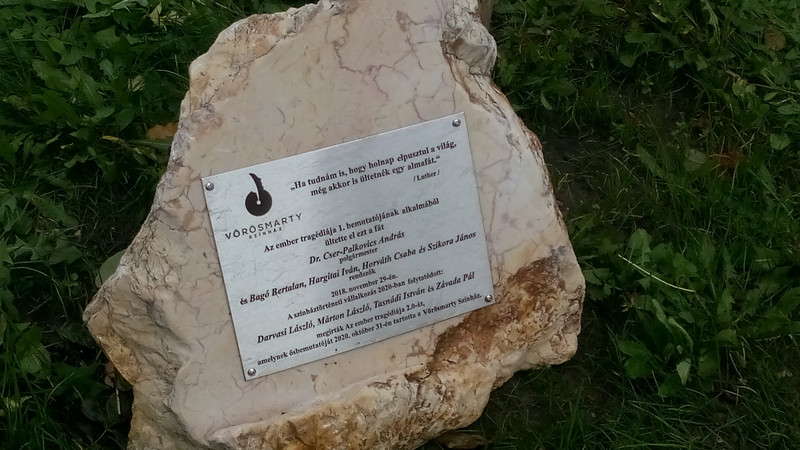 VÖRÖSMARTY
SZÍNHÁZ
„Ha tudnám is, hogy holnap elpusztul a világ,
még akkor is ültetnék egy almafát.“
/Luther/
Az ember tragédiája 1. bemutatójának alkalmából
ültette el ezt a fát
Dr. Cser-Palkovics András
polgármester
és Bagó Bertalan, Hargitai Iván, Horváth Csaba és Szikora János
rendezők
2018. november 29-én.
A színháztörténeti vállalkozás 2020-ban folytatódott:
Darvasi László, Márton László, Tasnádi István és Závada Pál
megírták Az ember tragédiája 2.0-át,
amelynek ősbemutatóját 2020. október 31-én tartotta a Vörösmarty Színház.